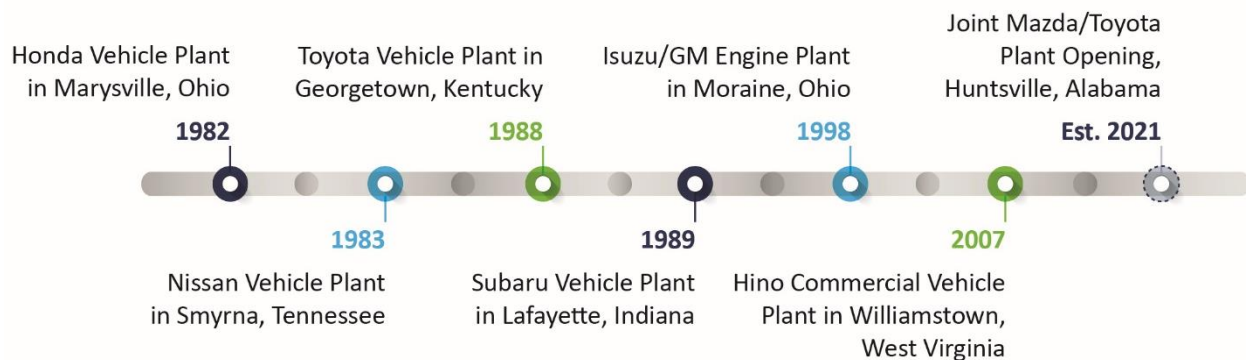 Honda Vehicle Plant
in Marysville, Ohio
1982
1983
Nissan Vehicle Plant
in Smyrna, Tennessee
Toyota Vehicle Plant in
Georgetown, Kentucky
1988
1989
Subaru Vehicle Plant
in Lafayette, Indiana
Isuzu/GM Engine Plant
in Moraine, Ohio
1998
2007
Hino Commercial Vehicle
Plant in Williamstown,
West Virginia
Joint Mazda/Toyota
Plant Opening,
Huntsville, Alabama
Est. 2021